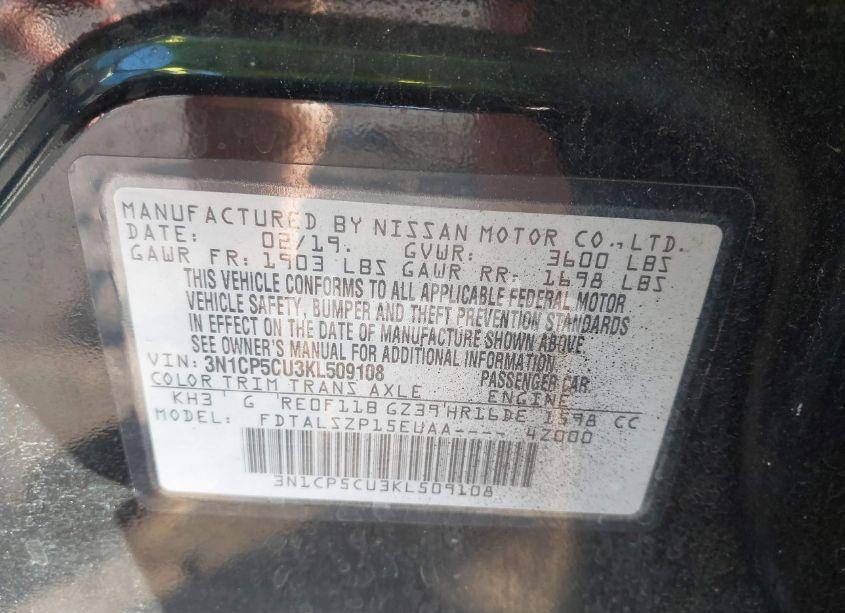 MANUFACTURED BY NISSAN MOTOR CO.,LTD.
DATE: 02/19. GVWR: 3600 LBS
GAWR FR: 1903 LBS GAWR RR: 1698 LBS
THIS VEHICLE CONFORMS TO ALL APPLICABLE FEDERAL MOTOR
VEHICLE SAFETY, BUMPER AND THEFT PREVENTION STANDARDS
IN EFFECT ON THE DATE OF MANUFACTURE SHOWN ABOVE
SEE OWNER'S MANUAL FOR ADDITIONAL INFORMATION.
VIN: 3N1CP5CU3KL509108 PASSENGER CAR
COLOR TRIM TRANS AXLE ENGINE
KH3 G RE0F11B GZ39 HR16DE 1598 CC
MODEL: FDTALSZP15EUAA---- 4Z000
3N1CP5CU3KL509108